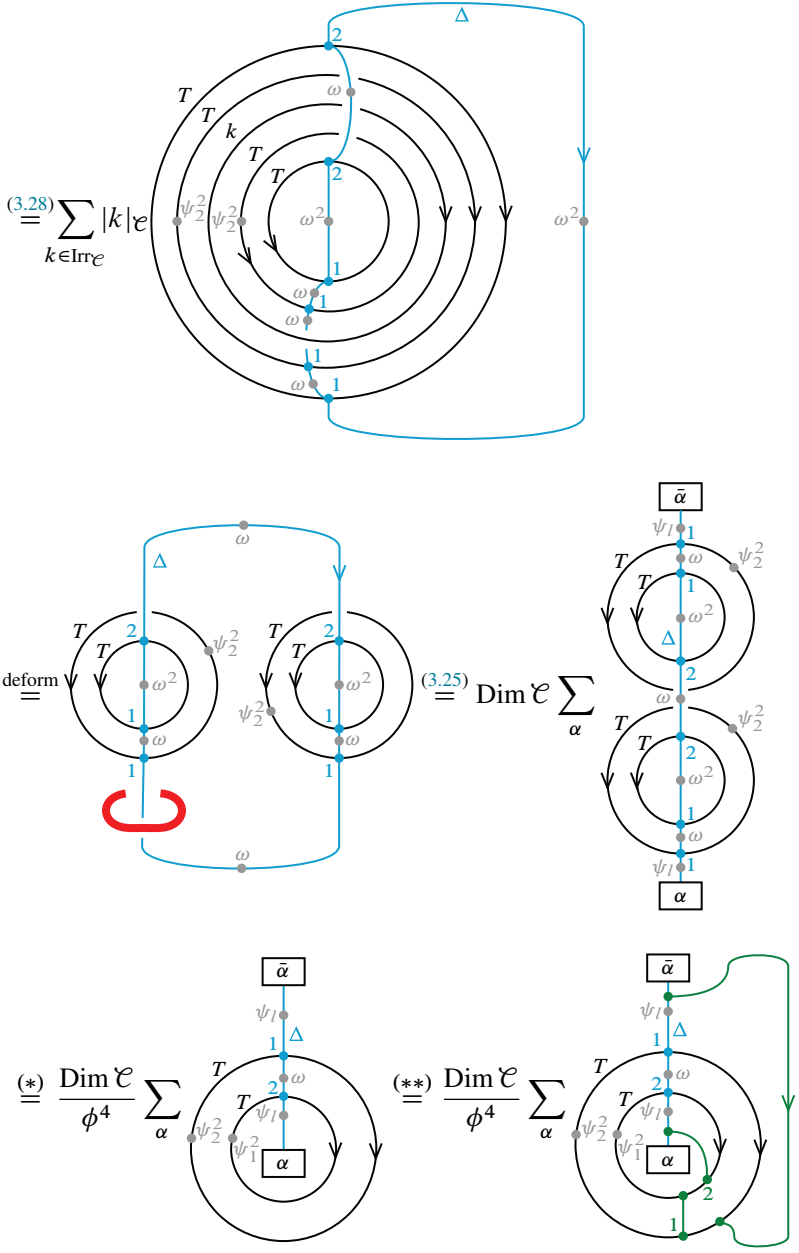 Δ
2
T
ω
T
k
T
T
2
(3.28)
= ∑ |k|𝒞
k∈Irr𝒞
ψ₂² ψ₂² ω² ω²
1
ω
1
ω
1
ω
1
ᾱ
ψₗ 1
ω
Δ
ω
T ψ₂²
T
1
ω²
T 2 T 2
Δ
T T
ψ₂²
2
deform
=
ω² ω²
(3.25)
= Dim 𝒞 ∑
α
ω
ψ₂²
T ψ₂²
T
2
1 1
ω ω
1 1
ω²
1
ω
ω
ψₗ 1
α
ᾱ ᾱ
ψₗ ψₗ
Δ Δ
1 1
T T
ω ω
2 2
T T
ψₗ ψₗ
(∗)
= Dim 𝒞 / ϕ⁴ ∑
α
ψ₂² ψ₁²
α
(∗∗)
= Dim 𝒞 / ϕ⁴ ∑
α
ψ₂² ψ₁²
α
2
1